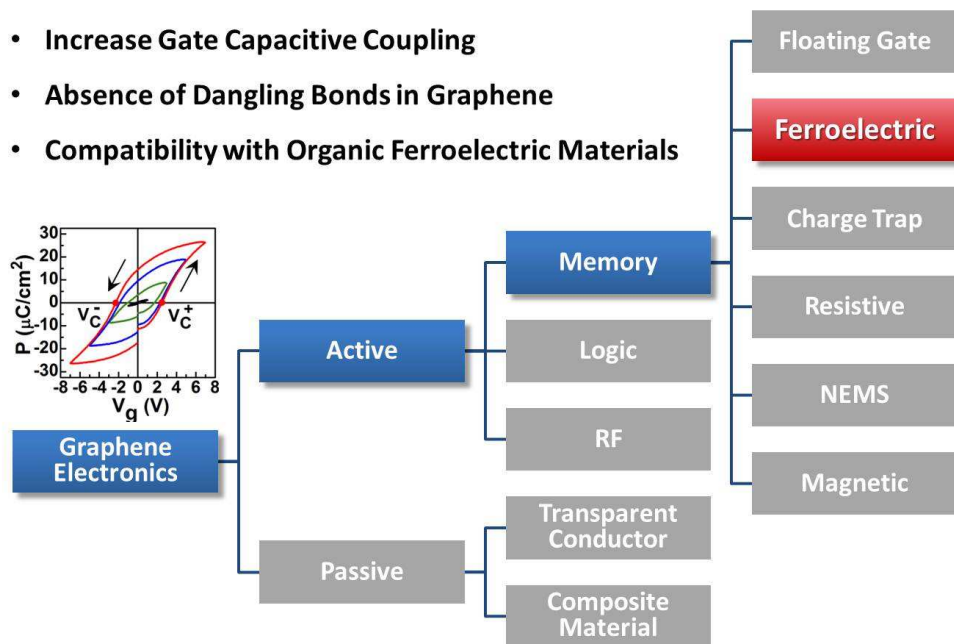 • Increase Gate Capacitive Coupling
• Absence of Dangling Bonds in Graphene
• Compatibility with Organic Ferroelectric Materials
30
20
10
0
-10
-20
-30
P (μC/cm²)
V_C^-
V_C^+
-8 -6 -4 -2 0 2 4 6 8
V_g (V)
Graphene
Electronics
Active
Passive
Memory
Logic
RF
Transparent
Conductor
Composite
Material
Floating Gate
Ferroelectric
Charge Trap
Resistive
NEMS
Magnetic